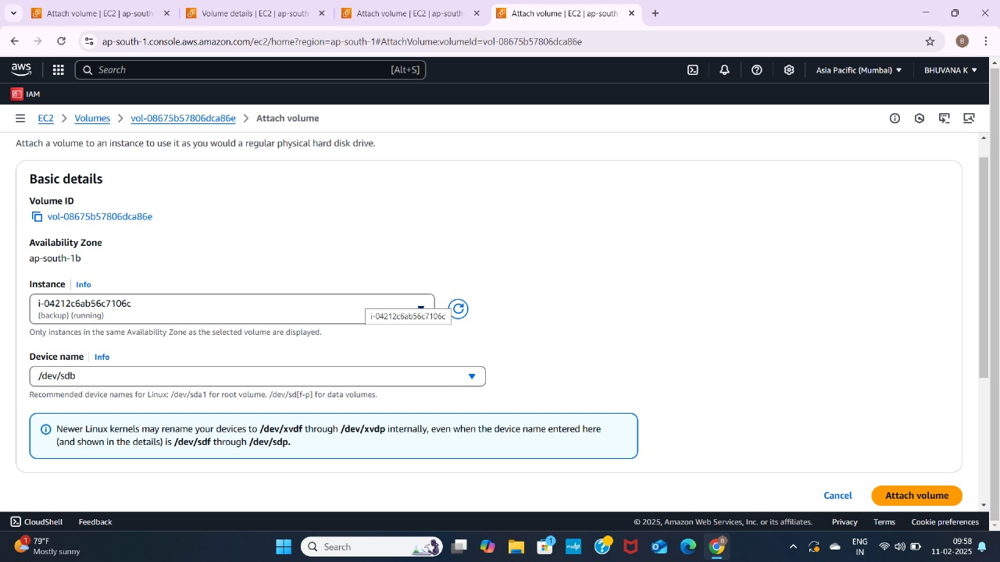 Attach volume | EC2 | ap-south
Volume details | EC2 | ap-south
Attach volume | EC2 | ap-south
Attach volume | EC2 | ap-south-
ap-south-1.console.aws.amazon.com/ec2/home?region=ap-south-1#AttachVolume:volumeId=vol-08675b57806dca86e
B
aws
Search
[Alt+S]
Asia Pacific (Mumbai)
BHUVANA K
IAM
EC2
Volumes
vol-08675b57806dca86e
Attach volume
Attach a volume to an instance to use it as you would a regular physical hard disk drive.
Basic details
Volume ID
vol-08675b57806dca86e
Availability Zone
ap-south-1b
Instance
Info
i-04212c6ab56c7106c
(backup) (running)
i-04212c6ab56c7106c
Only instances in the same Availability Zone as the selected volume are displayed.
Device name
Info
/dev/sdb
Recommended device names for Linux: /dev/sda1 for root volume. /dev/sd[f-p] for data volumes.
Newer Linux kernels may rename your devices to /dev/xvdf through /dev/xvdp internally, even when the device name entered here
(and shown in the details) is /dev/sdf through /dev/sdp.
Cancel
Attach volume
CloudShell
Feedback
© 2025, Amazon Web Services, Inc. or its affiliates.
Privacy
Terms
Cookie preferences
1
79°F
Mostly sunny
Search
1
ENG
IN
09:58
11-02-2025